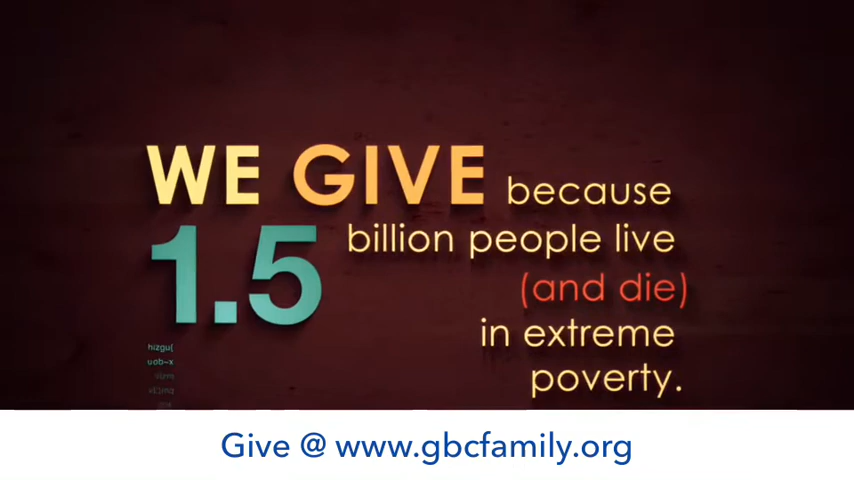 WE GIVE because
1.5 billion people live
(and die)
in extreme
poverty.
Give @ www.gbcfamily.org